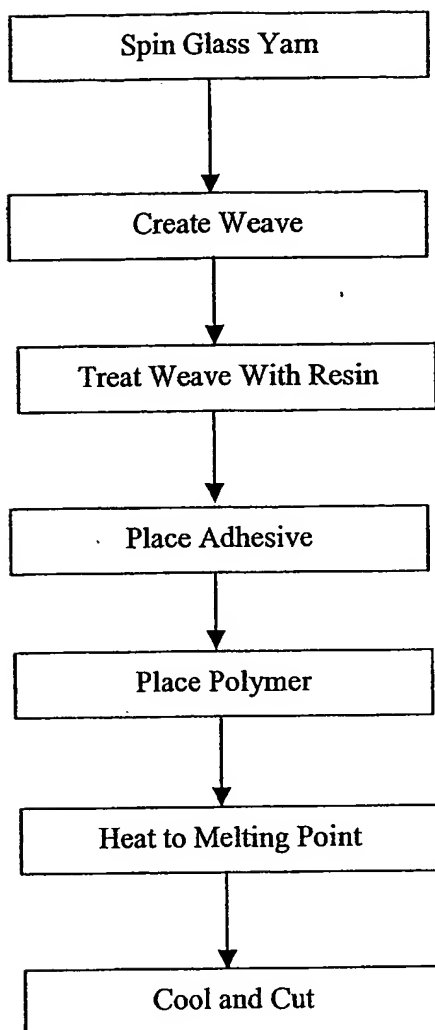 Spin Glass Yarn
Create Weave
Treat Weave With Resin
Place Adhesive
Place Polymer
Heat to Melting Point
Cool and Cut